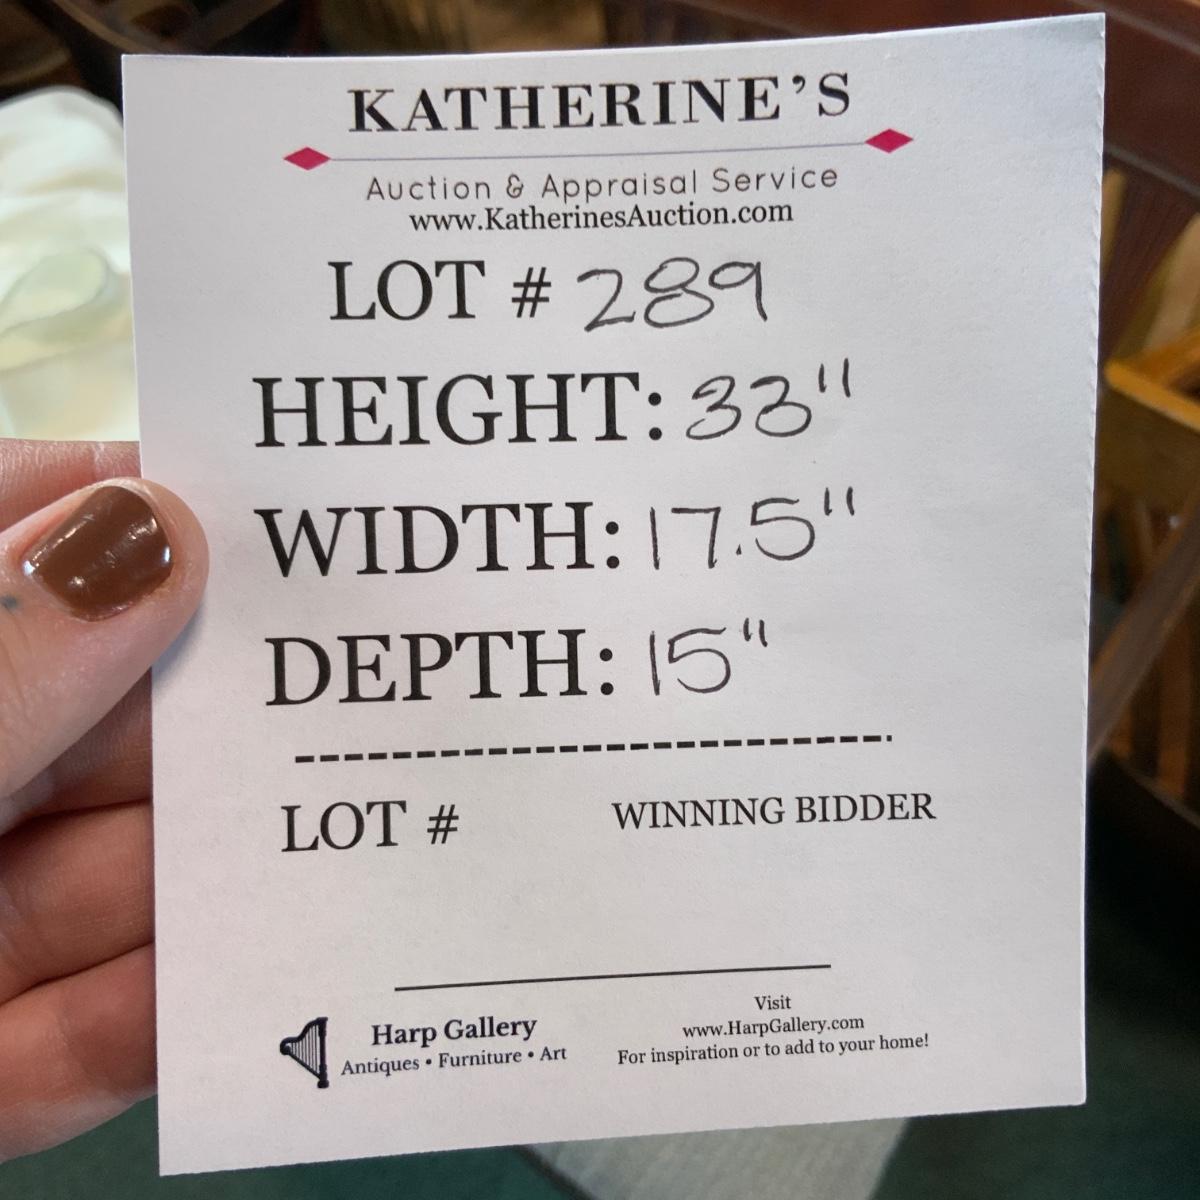 KATHERINE'S
Auction & Appraisal Service
www.KatherinesAuction.com
LOT # 289
HEIGHT: 33"
WIDTH: 17.5"
DEPTH: 15"
LOT # WINNING BIDDER
Harp Gallery
Antiques • Furniture • Art
Visit
www.HarpGallery.com
For inspiration or to add to your home!